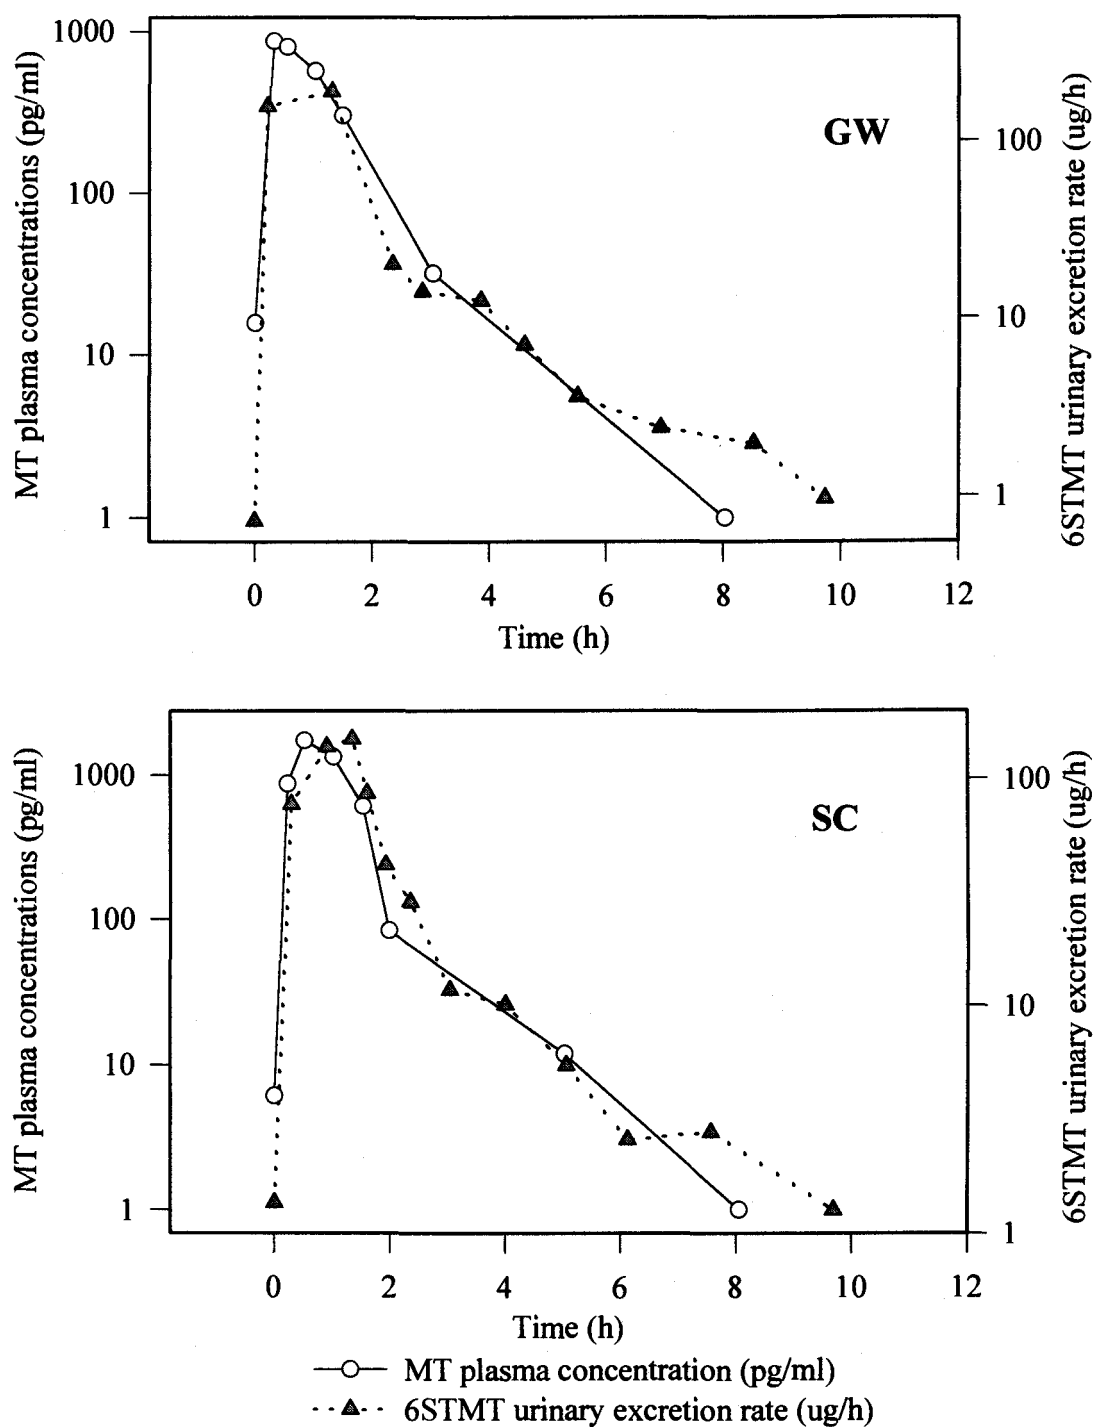 1000
100
10
1
MT plasma concentrations (pg/ml)
GW
100
10
1
6STMT urinary excretion rate (ug/h)
0 2 4 6 8 10 12
Time (h)
1000
100
10
1
MT plasma concentrations (pg/ml)
SC
100
10
1
6STMT urinary excretion rate (ug/h)
0 2 4 6 8 10 12
Time (h)
MT plasma concentration (pg/ml)
6STMT urinary excretion rate (ug/h)